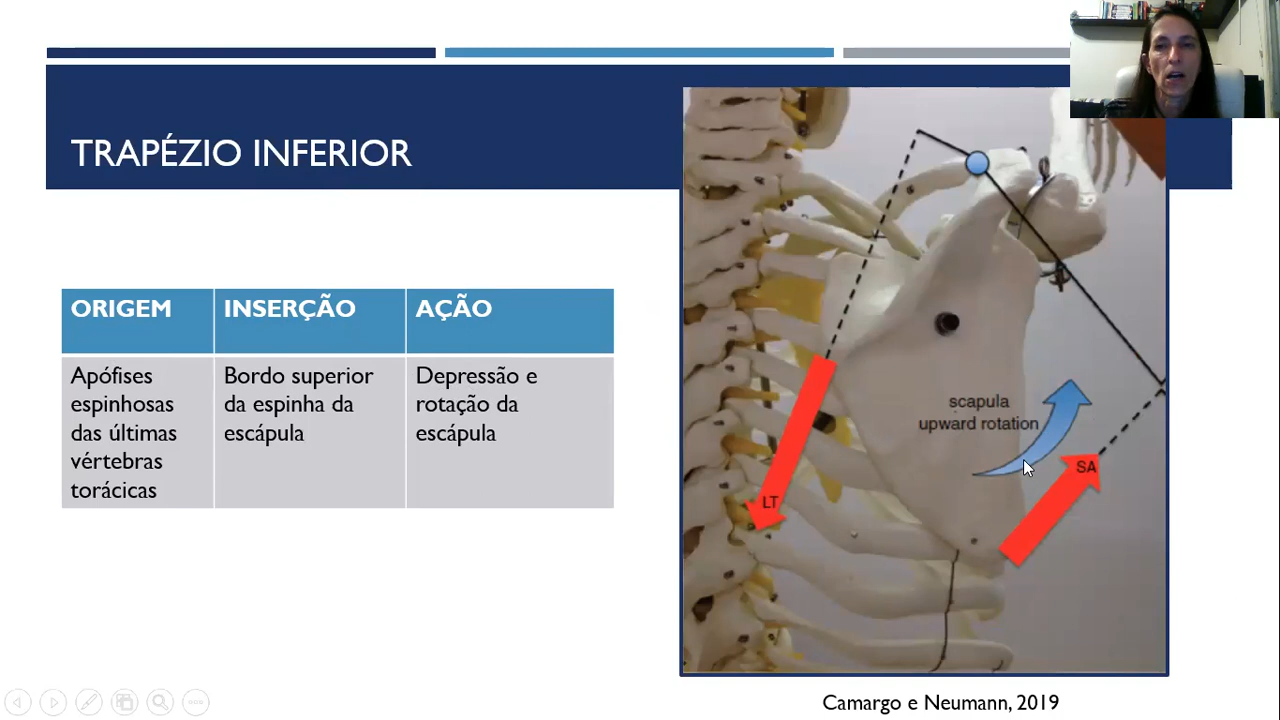 TRAPÉZIO INFERIOR
ORIGEM
INSERÇÃO
AÇÃO
Apófises
espinhosas
das últimas
vértebras
torácicas
Bordo superior
da espinha da
escápula
Depressão e
rotação da
escápula
scapula
upward rotation
SA
LT
Camargo e Neumann, 2019